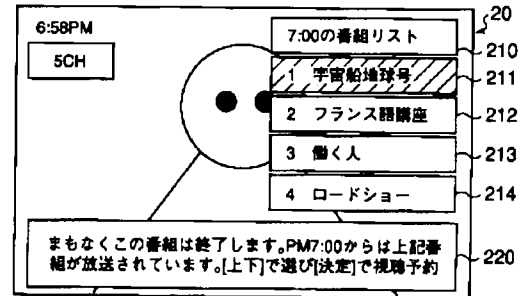 20
6:58PM
5CH
7:00の番組リスト
210
1 宇宙船地球号
211
2 フランス語講座
212
3 働く人
213
4 ロードショー
214
まもなくこの番組は終了します。PM7:00からは上記番
組が放送されています。[上下]で選び[決定]で視聴予約
220